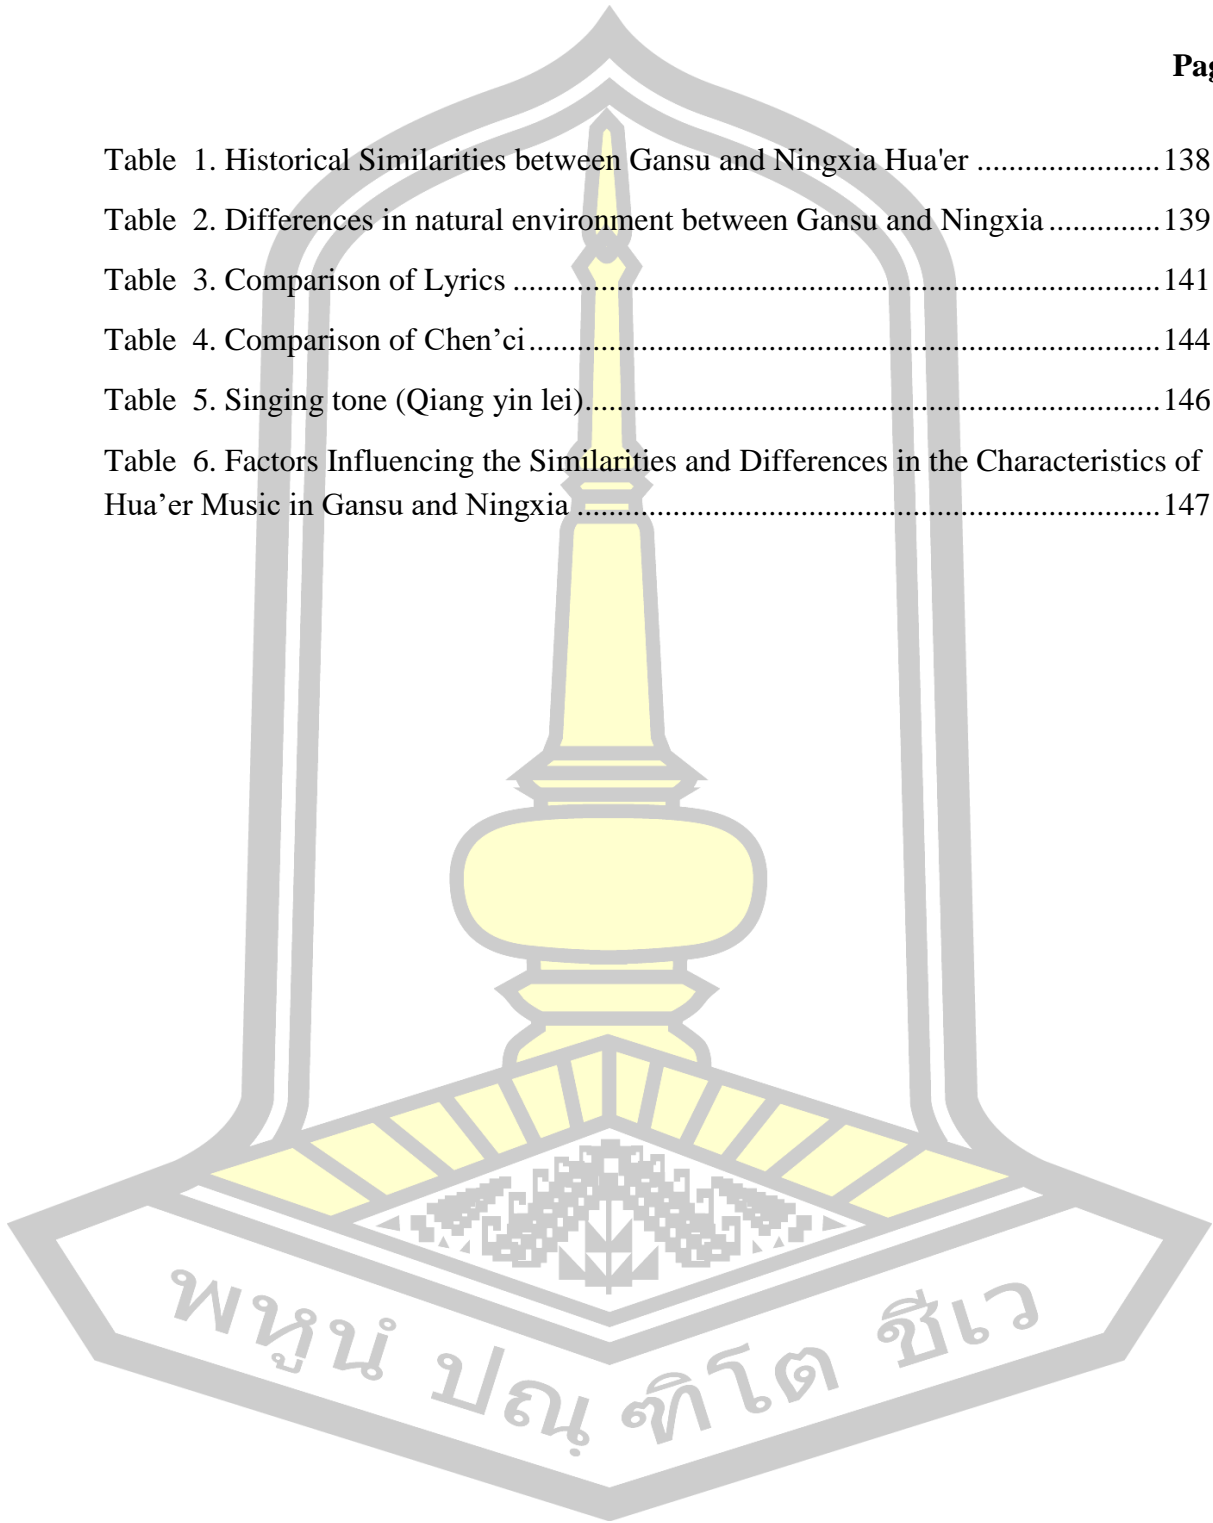 Pag
Table 1. Historical Similarities between Gansu and Ningxia Hua'er ......................138
Table 2. Differences in natural environment between Gansu and Ningxia..............139
Table 3. Comparison of Lyrics ................................................................................141
Table 4. Comparison of Chen’ci..............................................................................144
Table 5. Singing tone (Qiang yin lei).......................................................................146
Table 6. Factors Influencing the Similarities and Differences in the Characteristics of
Hua’er Music in Gansu and Ningxia ........................................................................147
พหูนํ ปณฺฑิโต ชีเว